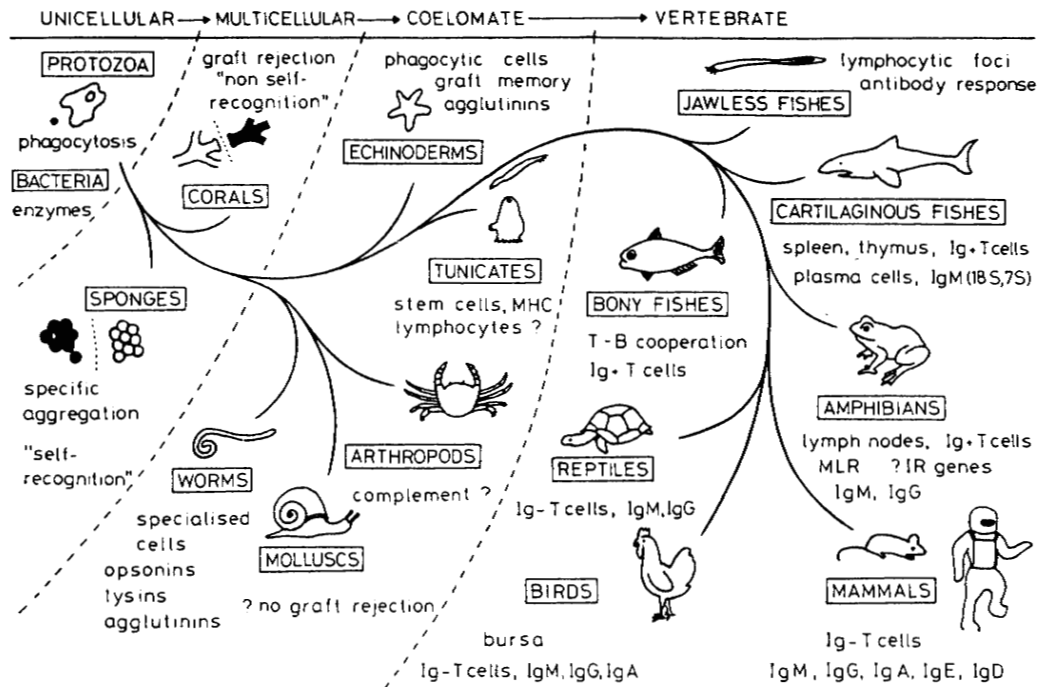 UNICELLULAR → MULTICELLULAR → COELOMATE → VERTEBRATE
PROTOZOA
phagocytosis
BACTERIA
enzymes
graft rejection
"non self-
recognition"
CORALS
SPONGES
specific
aggregation
"self-
recognition"
phagocytic cells
graft memory
agglutinins
ECHINODERMS
TUNICATES
stem cells, MHC
lymphocytes ?
WORMS
specialised
cells
opsonins
lysins
agglutinins
MOLLUSCS
? no graft rejection
ARTHROPODS
complement ?
lymphocytic foci
antibody response
JAWLESS FISHES
CARTILAGINOUS FISHES
spleen, thymus, Ig+Tcells
plasma cells, IgM(18S,7S)
BONY FISHES
T-B cooperation
Ig+ T cells
AMPHIBIANS
lymph nodes, Ig+Tcells
MLR ? IR genes
IgM, IgG
REPTILES
Ig-Tcells, IgM,IgG
BIRDS
bursa
Ig-Tcells, IgM,IgG,IgA
MAMMALS
Ig-Tcells
IgM, IgG, IgA, IgE, IgD